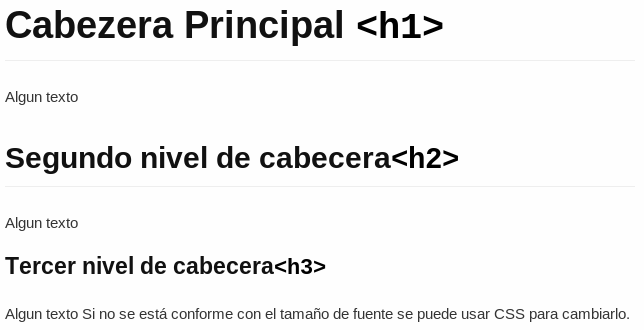 Cabezera Principal <h1>
Algun texto
Segundo nivel de cabecera<h2>
Algun texto
Tercer nivel de cabecera<h3>
Algun texto Si no se está conforme con el tamaño de fuente se puede usar CSS para cambiarlo.